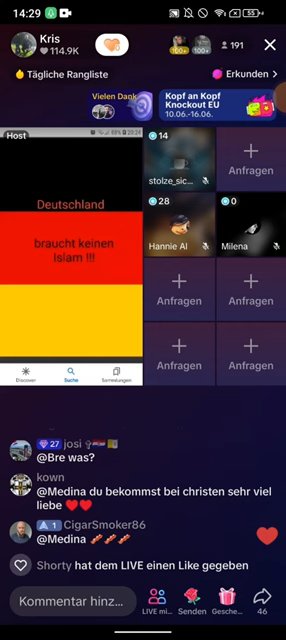 14:29
55
Kris
114.9K
100+
100+
191
Tägliche Rangliste
Erkunden
Vielen Dank
Kopf an Kopf
Knockout EU
10.06.-16.06.
Host
Deutschland
braucht keinen
Islam !!!
Discover
Suche
Sammlungen
14
stolze_sic...
Anfragen
28
Hannie Al
0
Milena
Anfragen
Anfragen
Anfragen
Anfragen
27 josi
@Bre was?
kown
@Medina du bekommst bei christen sehr viel
liebe ❤️❤️
1 CigarSmoker86
@Medina 🥓🥓🥓
Shorty hat dem LIVE einen Like gegeben
Kommentar hinz...
LIVE mi...
Senden
Gesche...
46